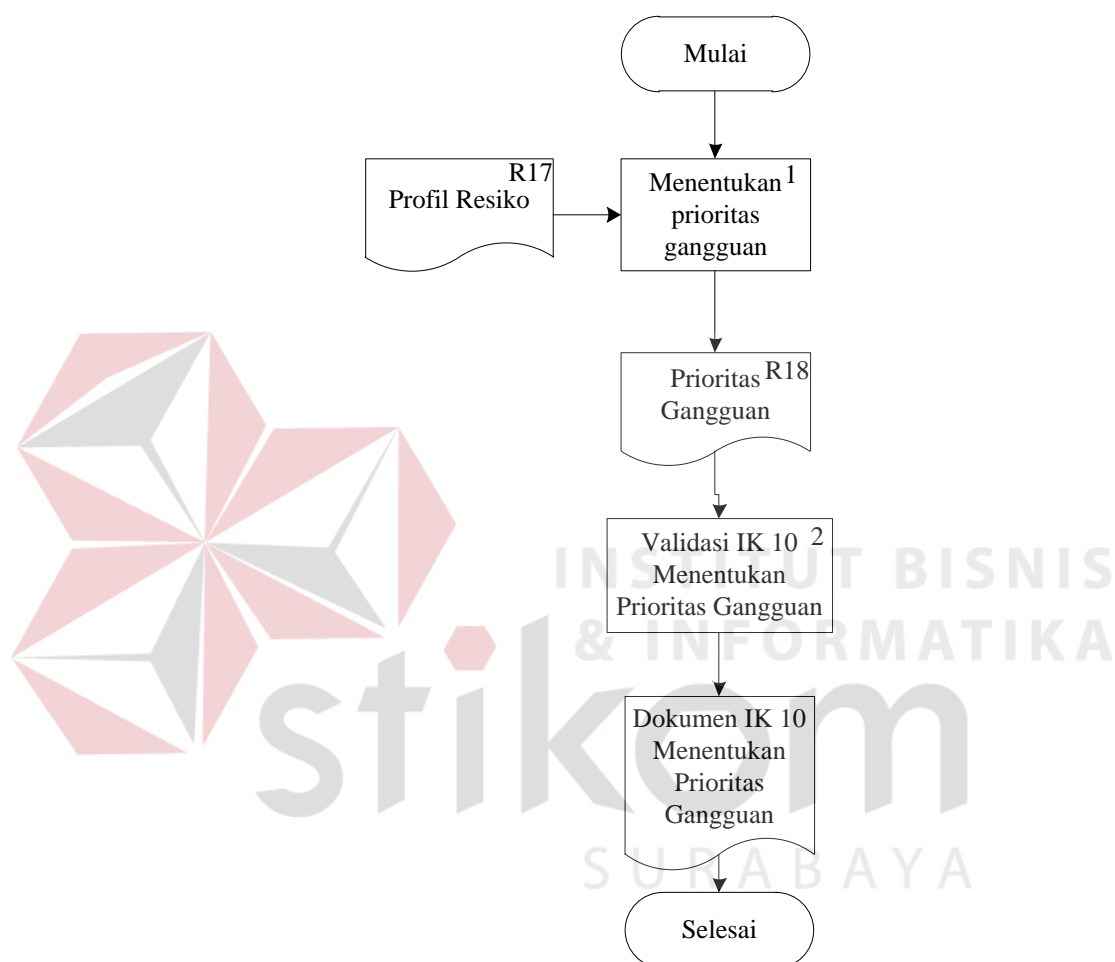 Mulai
R17
Profil Resiko
Menentukan 1
prioritas
gangguan
Prioritas R18
Gangguan
Validasi IK 10 2
Menentukan
Prioritas Gangguan
INSTITUT BISNIS
& INFORMATIKA
stikom
SURABAYA
Dokumen IK 10
Menentukan
Prioritas
Gangguan
Selesai